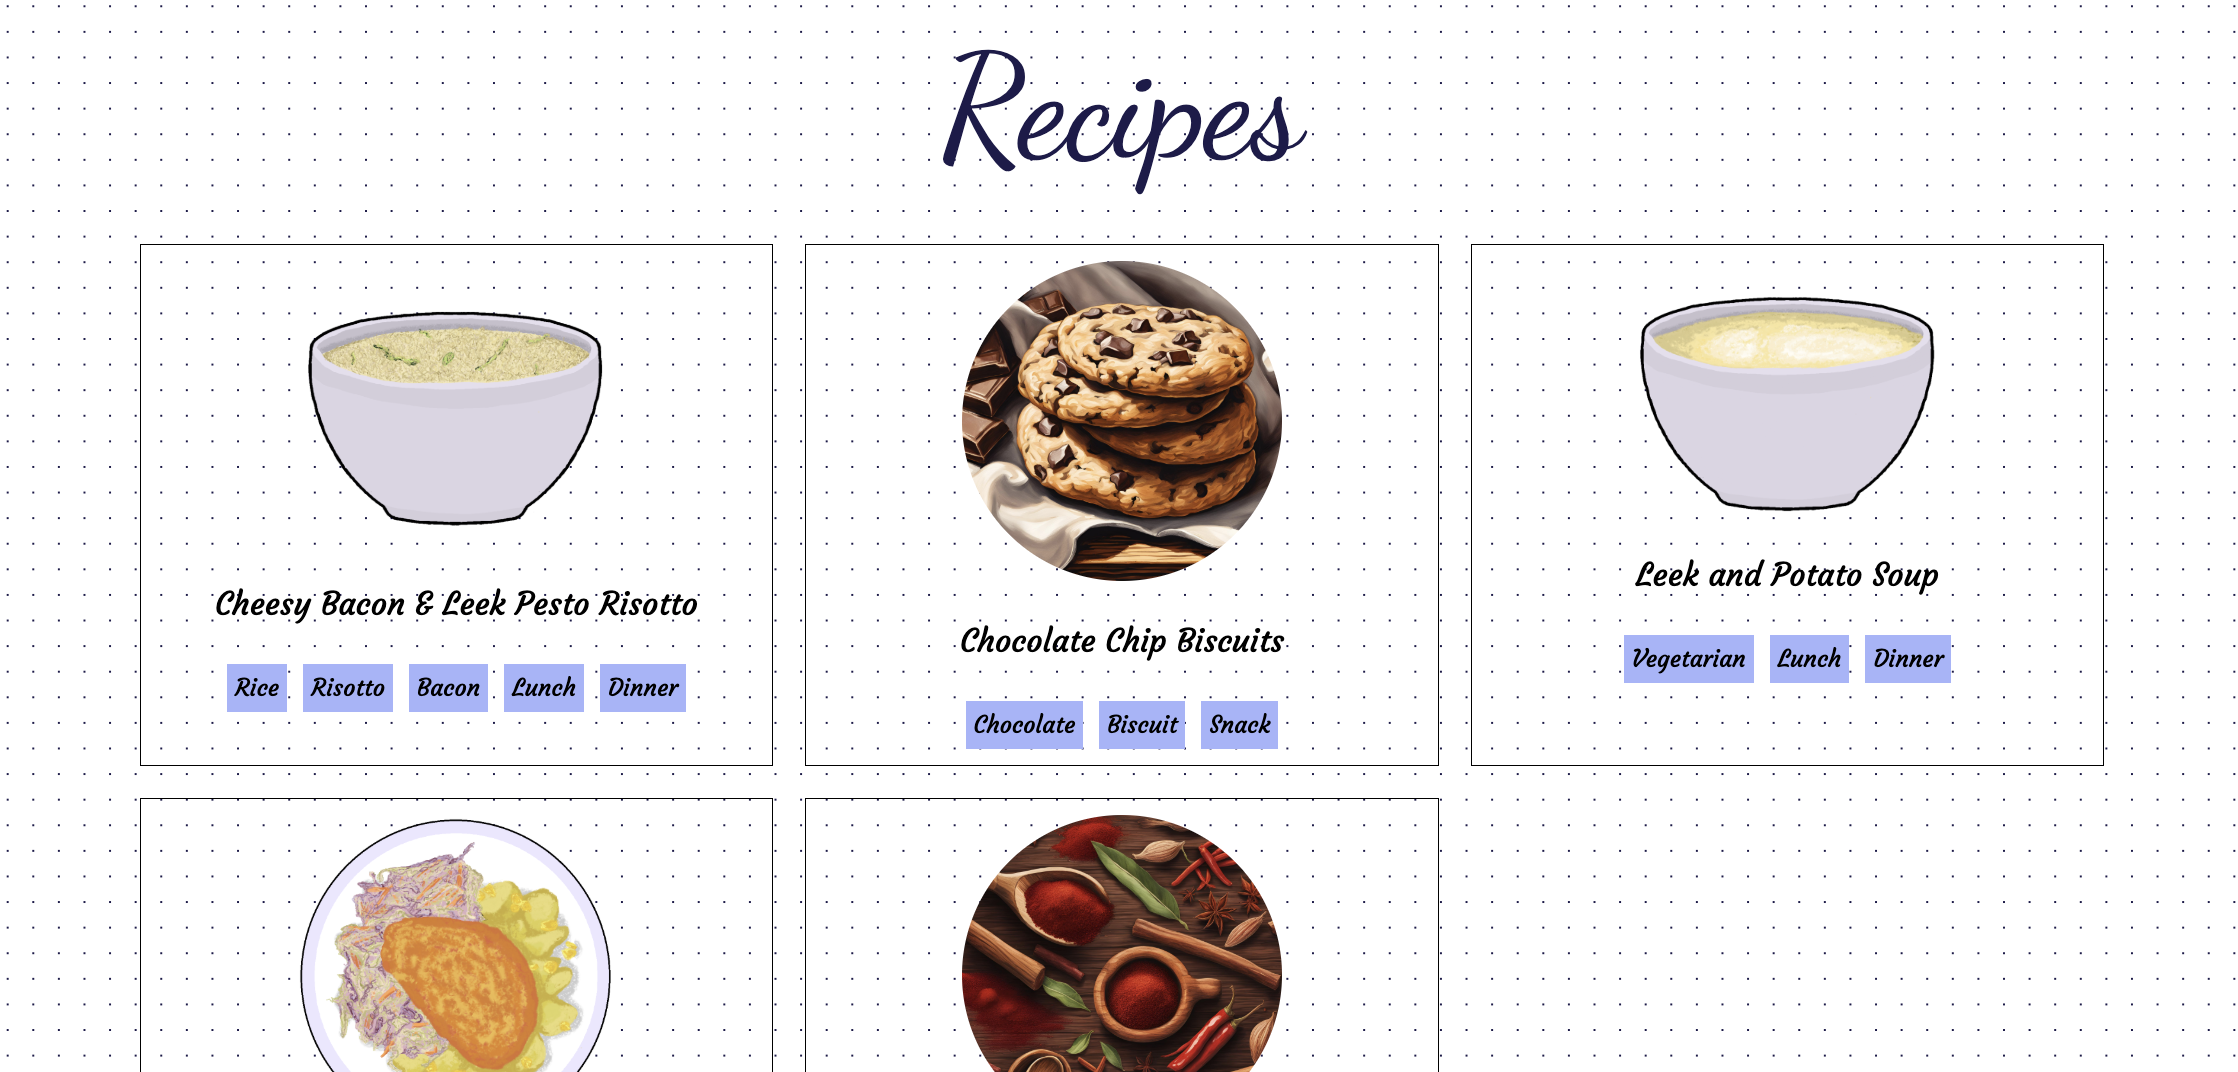 Recipes
Cheesy Bacon & Leek Pesto Risotto
Rice Risotto Bacon Lunch Dinner
Chocolate Chip Biscuits
Chocolate Biscuit Snack
Leek and Potato Soup
Vegetarian Lunch Dinner